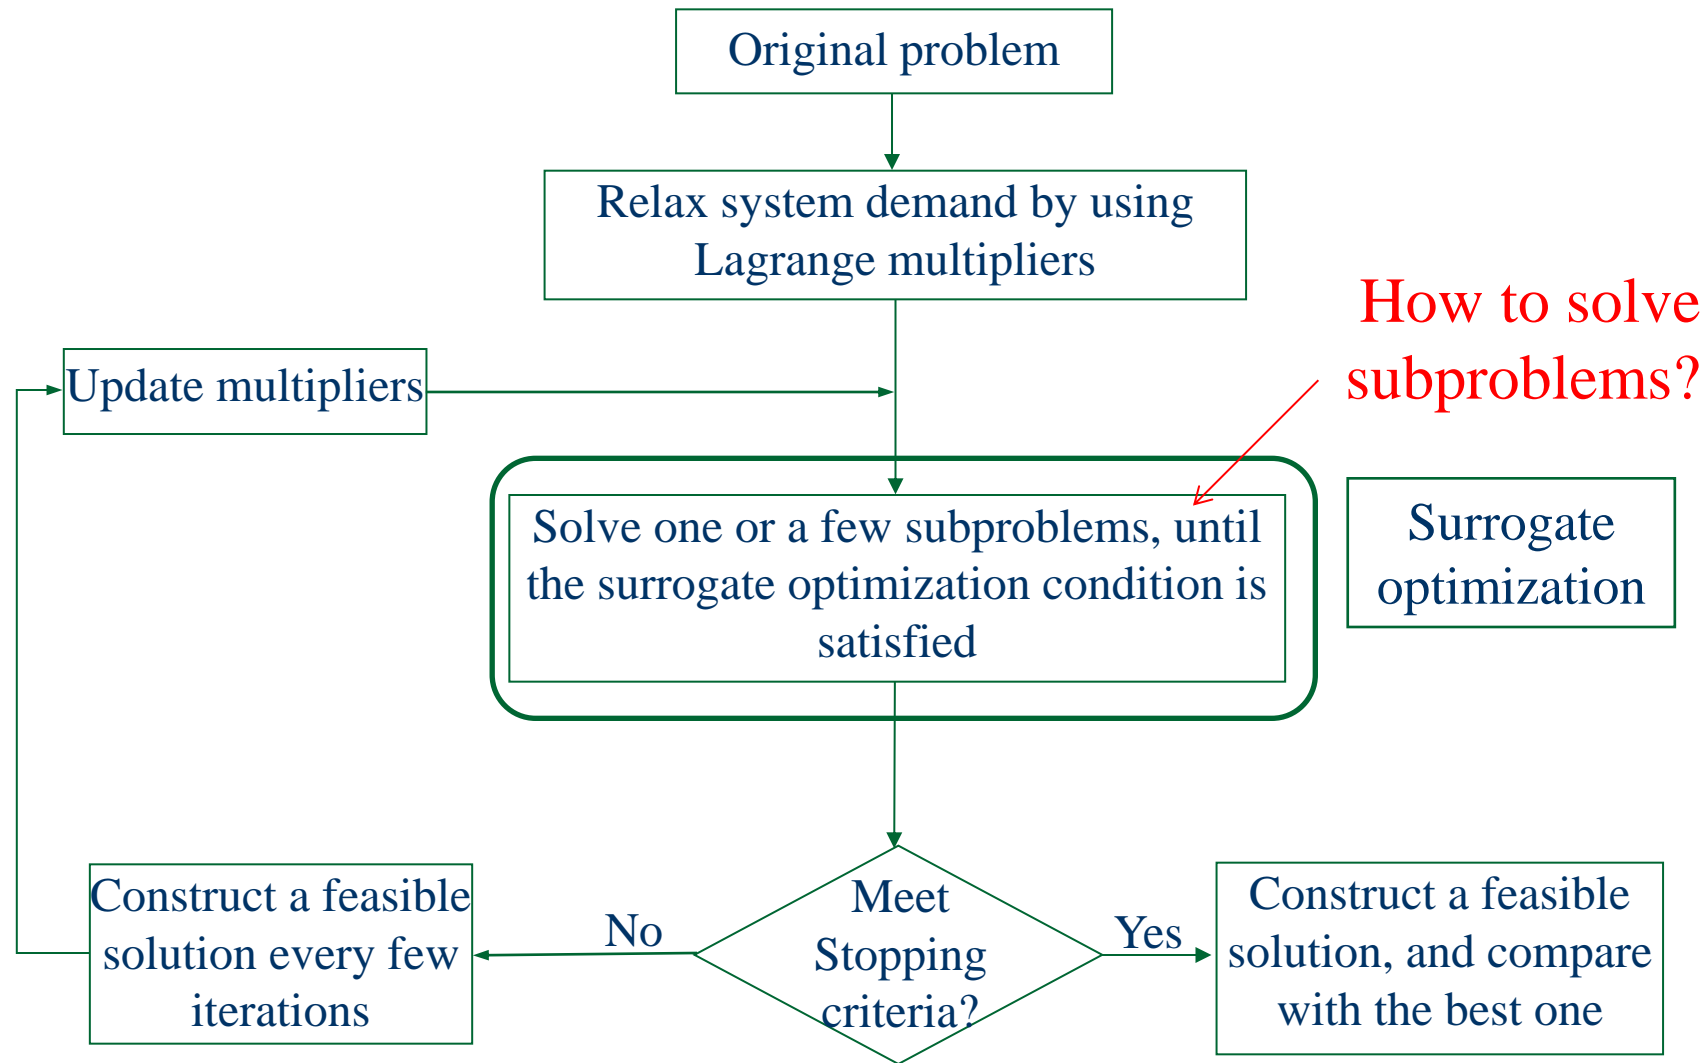 Original problem
Relax system demand by using
Lagrange multipliers
How to solve
subproblems?
Update multipliers
Solve one or a few subproblems, until
the surrogate optimization condition is
satisfied
Surrogate
optimization
Construct a feasible
solution every few
iterations
No
Meet
Stopping
criteria?
Yes
Construct a feasible
solution, and compare
with the best one